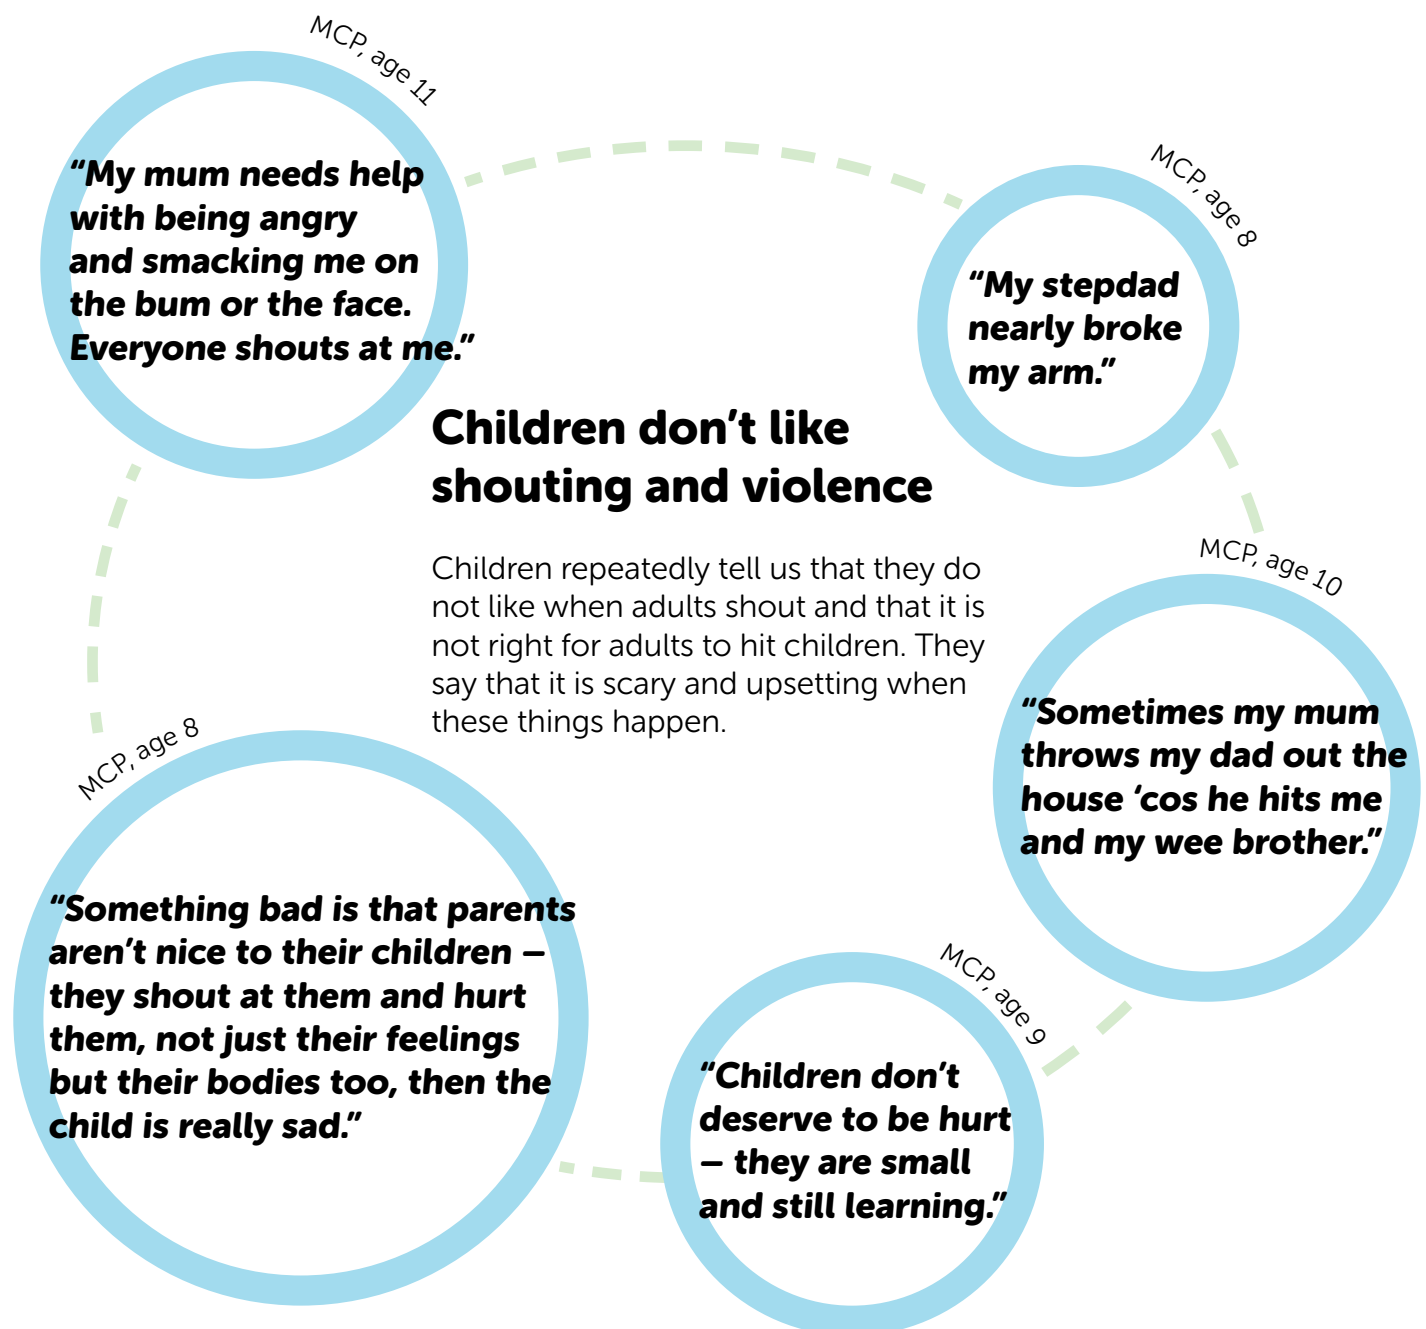 MCP, age 11
“My mum needs help
with being angry
and smacking me on
the bum or the face.
Everyone shouts at me.”
MCP, age 8
“My stepdad
nearly broke
my arm.”
Children don’t like
shouting and violence
Children repeatedly tell us that they do
not like when adults shout and that it is
not right for adults to hit children. They
say that it is scary and upsetting when
these things happen.
MCP, age 10
“Sometimes my mum
throws my dad out the
house ‘cos he hits me
and my wee brother.”
MCP, age 8
“Something bad is that parents
aren’t nice to their children –
they shout at them and hurt
them, not just their feelings
but their bodies too, then the
child is really sad.”
MCP, age 9
“Children don’t
deserve to be hurt
– they are small
and still learning.”